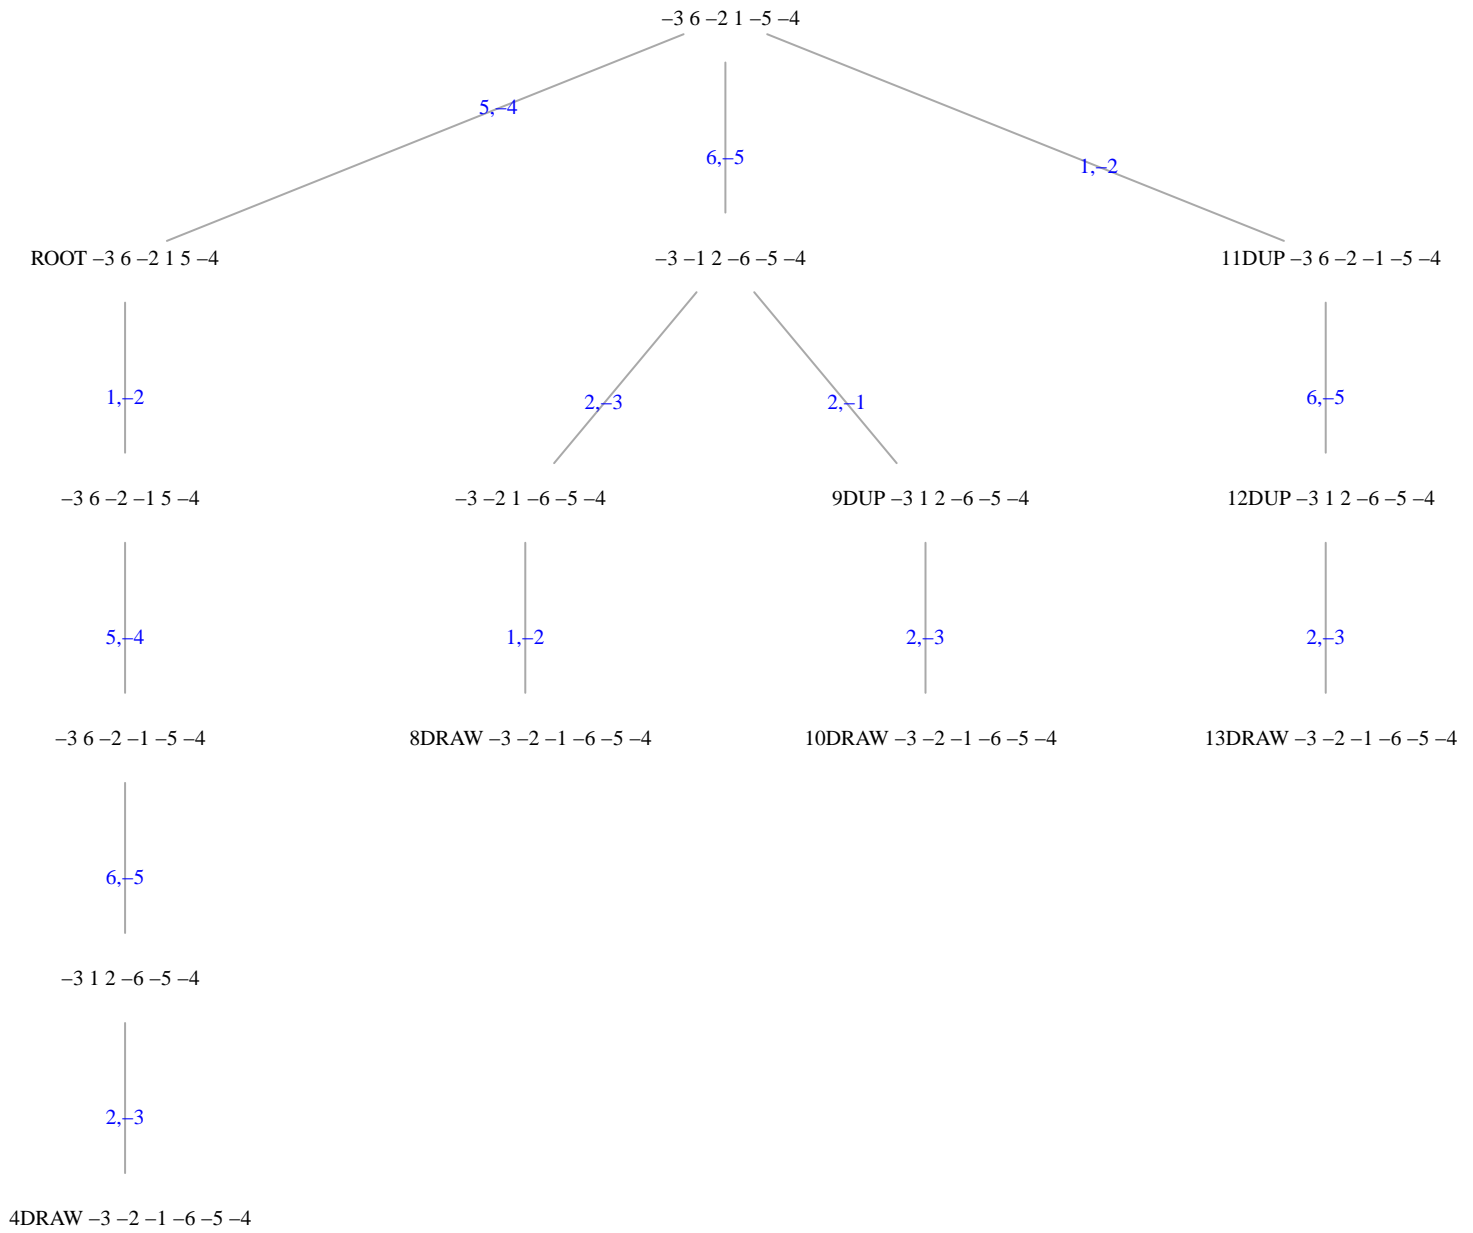 –3 6 –2 1 –5 –4
5,–4
6,–5
1,–2
ROOT –3 6 –2 1 5 –4
–3 –1 2 –6 –5 –4
11DUP –3 6 –2 –1 –5 –4
1,–2
2,–3
2,–1
6,–5
–3 6 –2 –1 5 –4
–3 –2 1 –6 –5 –4
9DUP –3 1 2 –6 –5 –4
12DUP –3 1 2 –6 –5 –4
5,–4
1,–2
2,–3
2,–3
–3 6 –2 –1 –5 –4
8DRAW –3 –2 –1 –6 –5 –4
10DRAW –3 –2 –1 –6 –5 –4
13DRAW –3 –2 –1 –6 –5 –4
6,–5
–3 1 2 –6 –5 –4
2,–3
4DRAW –3 –2 –1 –6 –5 –4